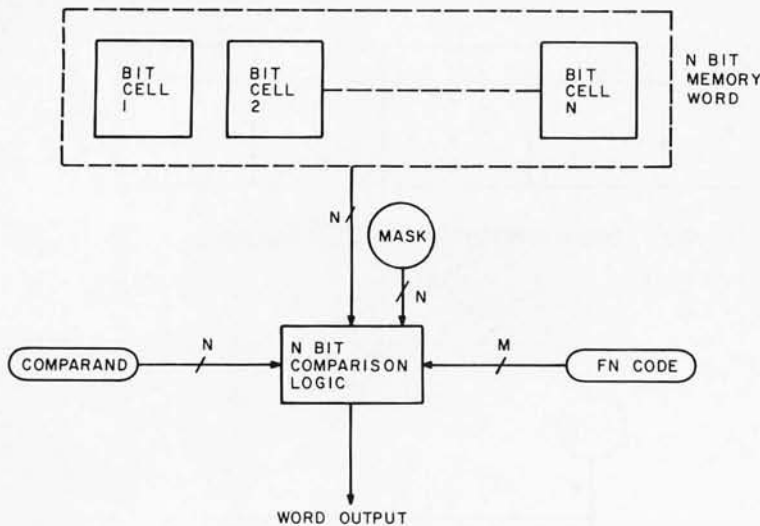 BIT
CELL
1
BIT
CELL
2
BIT
CELL
N
N BIT
MEMORY
WORD
N
MASK
N
COMPARAND
N
N BIT
COMPARISON
LOGIC
M
FN CODE
WORD OUTPUT